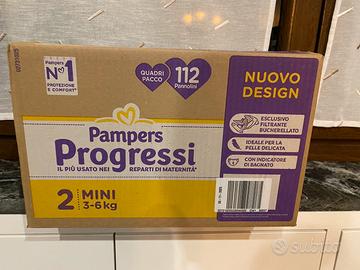 Pampers
N°1
PROTEZIONE
E COMFORT*
QUADRI
PACCO
112
Pannolini
NUOVO
DESIGN
Pampers
Progressi
IL PIÙ USATO NEI REPARTI DI MATERNITÀ*
2 MINI
3-6 kg
ESCLUSIVO
FILTRANTE
BUCHERELLATO
IDEALE PER LA
PELLE DELICATA
CON INDICATORE
DI BAGNATO
subito